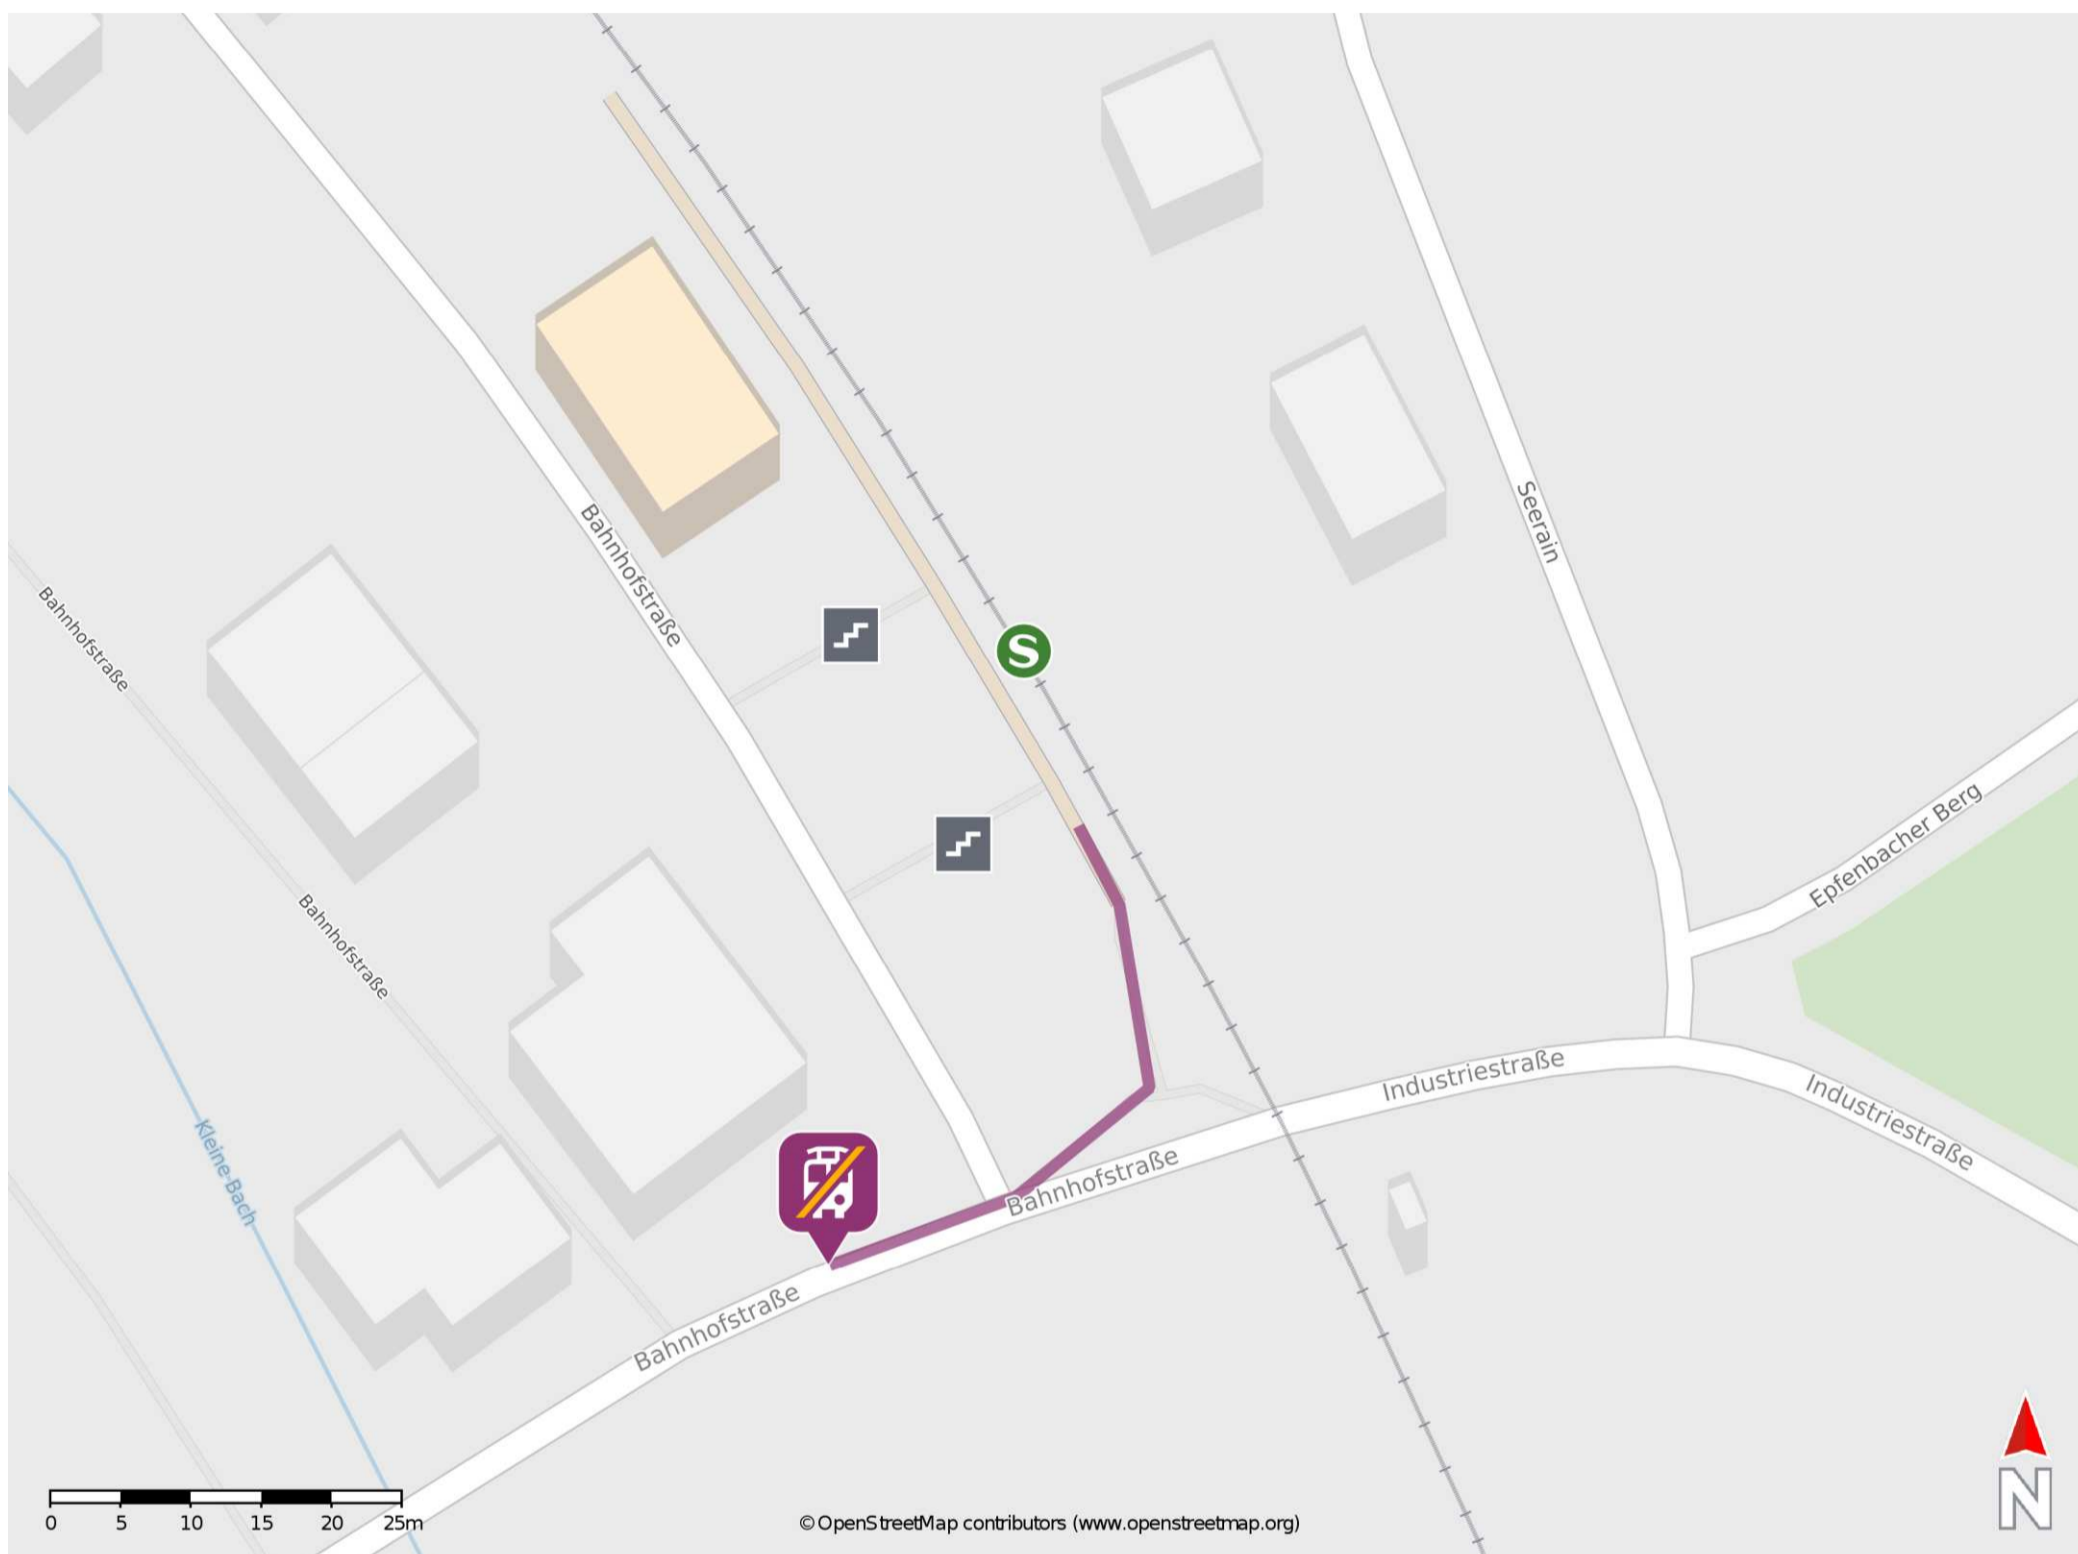 Bahnhofstraße
Seerain
Bahnhofstraße
S
Epfenbacher Berg
Bahnhofstraße
Industriestraße
Industriestraße
Kleine-Bach
Bahnhofstraße
Bahnhofstraße
0 5 10 15 20 25m
© OpenStreetMap contributors (www.openstreetmap.org)
N